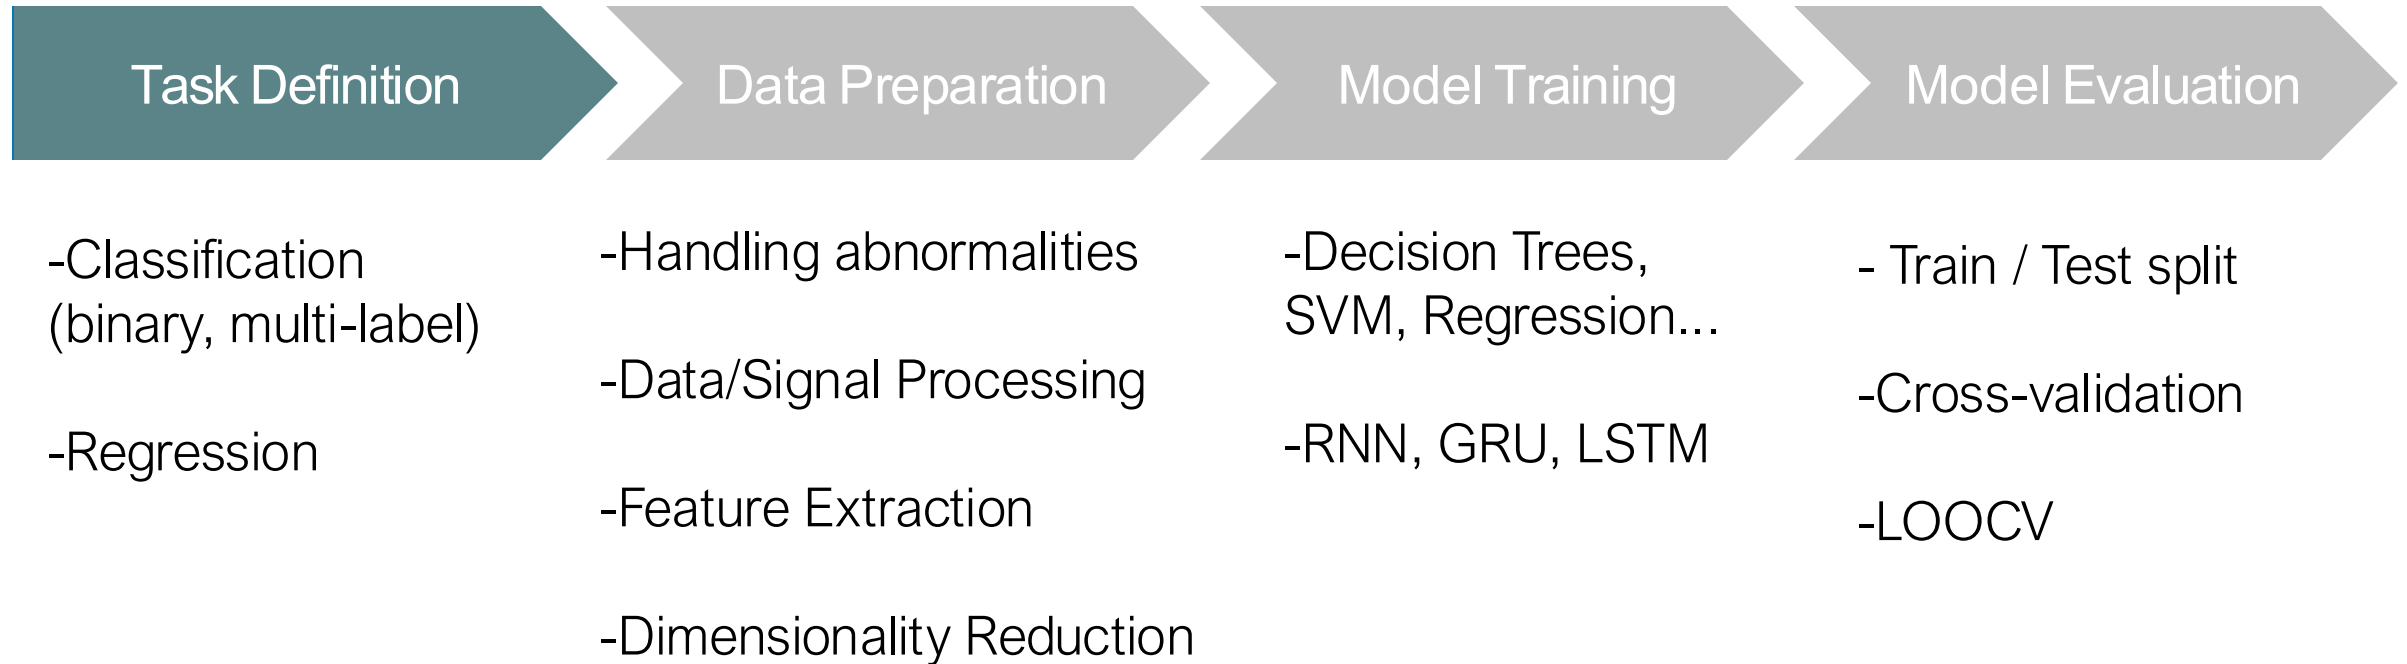 Task Definition
Data Preparation
Model Training
Model Evaluation
-Classification
(binary, multi-label)
-Regression
-Handling abnormalities
-Data/Signal Processing
-Feature Extraction
-Dimensionality Reduction
-Decision Trees,
SVM, Regression...
-RNN, GRU, LSTM
- Train / Test split
-Cross-validation
-LOOCV